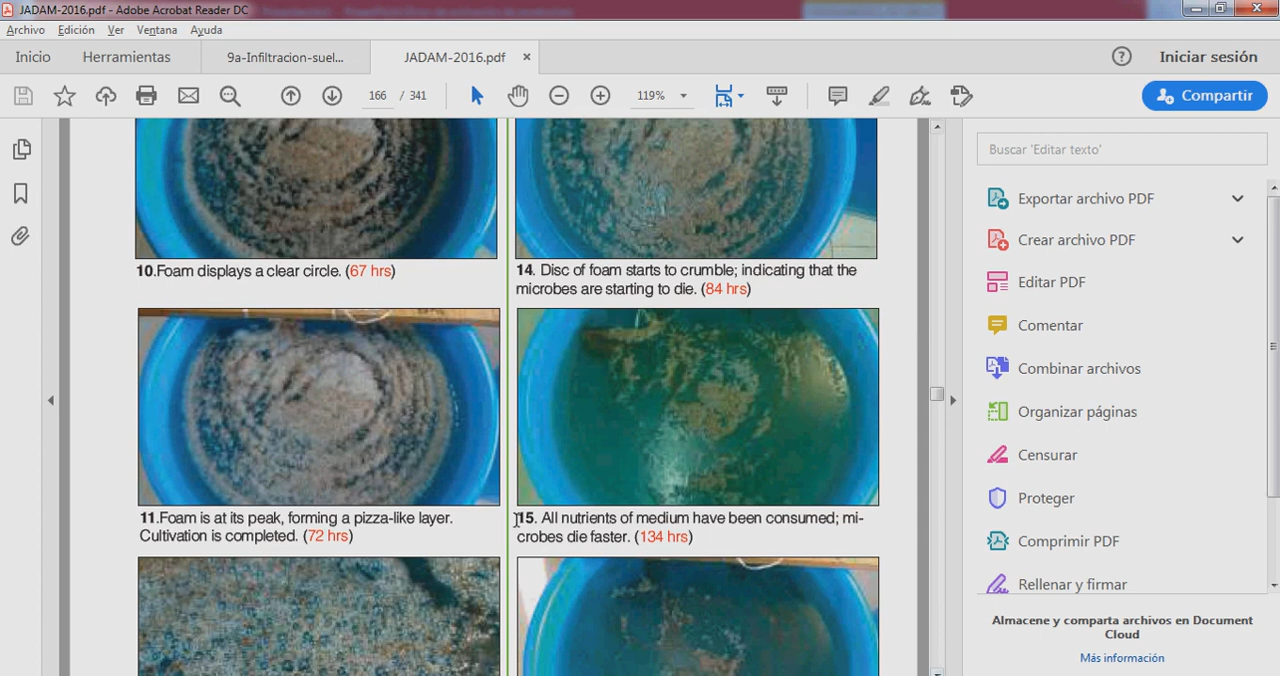 JADAM-2016.pdf - Adobe Acrobat Reader DC
Archivo Edición Ver Ventana Ayuda
Inicio Herramientas 9a-Infiltracion-suel... JADAM-2016.pdf × ? Iniciar sesión
166 / 341 119% Compartir
Buscar 'Editar texto'
Exportar archivo PDF
Crear archivo PDF
Editar PDF
Comentar
Combinar archivos
Organizar páginas
Censurar
Proteger
Comprimir PDF
Rellenar y firmar
Almacene y comparta archivos en Document
Cloud
Más información
10.Foam displays a clear circle. (67 hrs)
11.Foam is at its peak, forming a pizza-like layer.
Cultivation is completed. (72 hrs)
14. Disc of foam starts to crumble; indicating that the
microbes are starting to die. (84 hrs)
15. All nutrients of medium have been consumed; mi-
crobes die faster. (134 hrs)